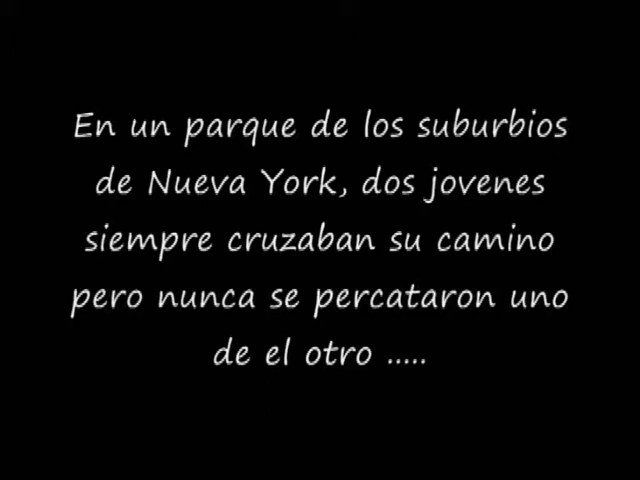 En un parque de los suburbios
de Nueva York, dos jovenes
siempre cruzaban su camino
pero nunca se percataron uno
de el otro .....